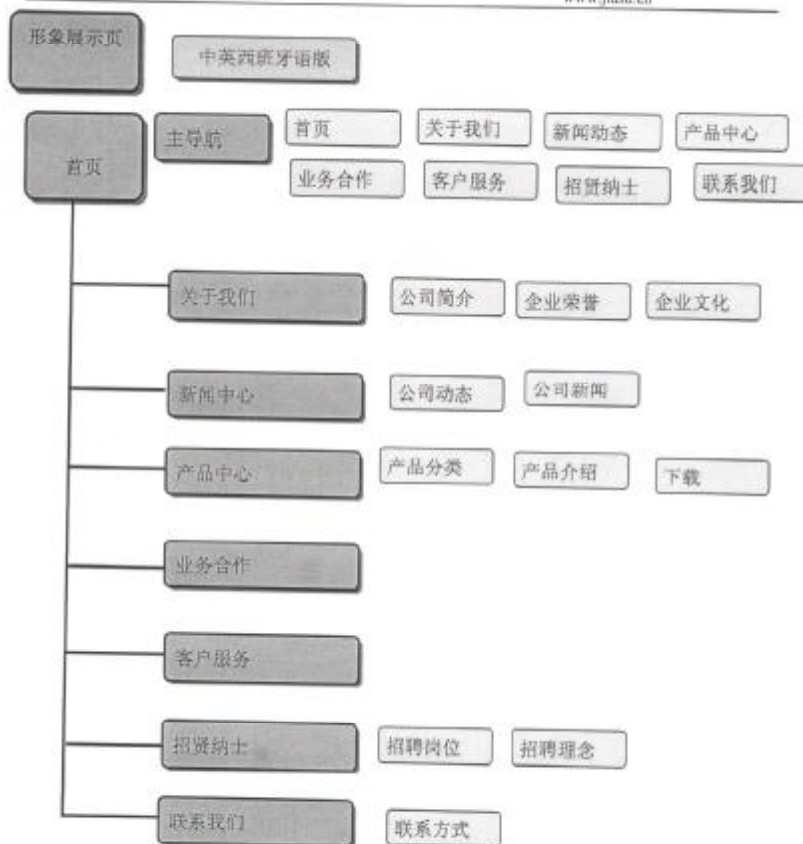 形象展示页
中英西班牙语版
首页
主导航
首页 关于我们 新闻动态 产品中心
业务合作 客户服务 招贤纳士 联系我们
关于我们 公司简介 企业荣誉 企业文化
新闻中心 公司动态 公司新闻
产品中心 产品分类 产品介绍 下载
业务合作
客户服务
招贤纳士 招聘岗位 招聘理念
联系我们 联系方式